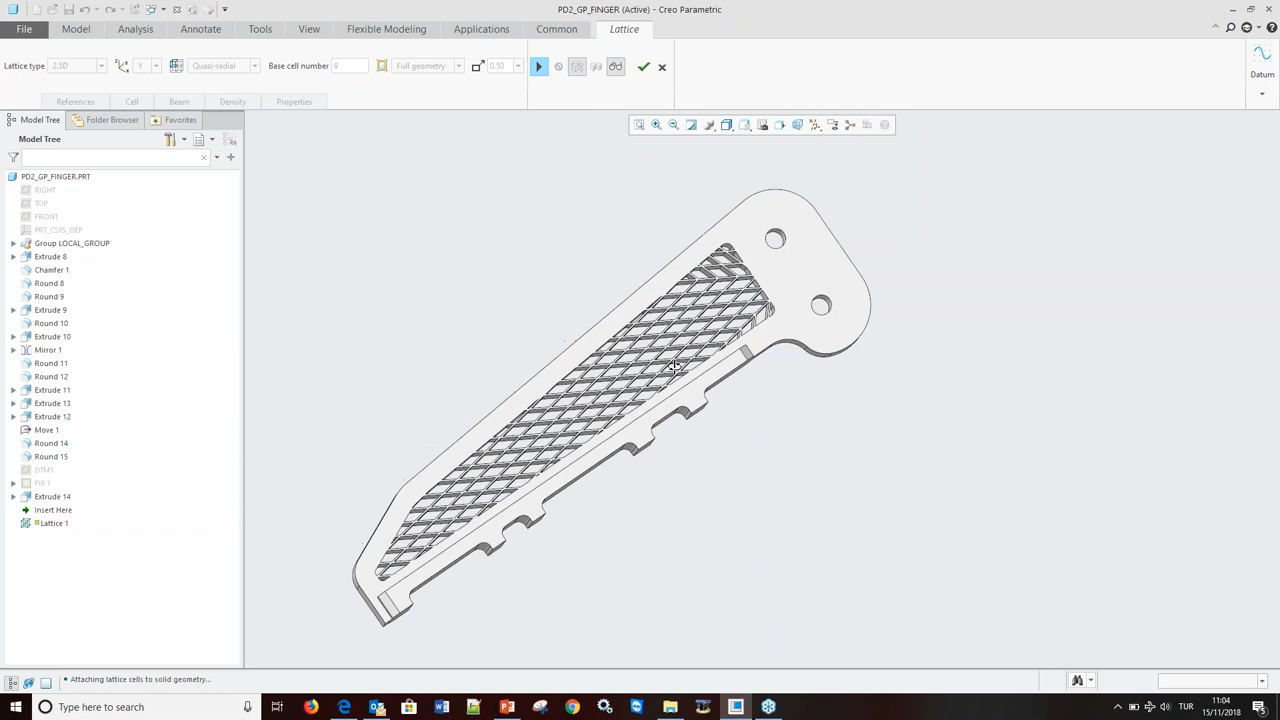 PD2_GP_FINGER (Active) - Creo Parametric
File Model Analysis Annotate Tools View Flexible Modeling Applications Common Lattice
Lattice type 2.5D Y Quasi-radial Base cell number 9 Full geometry 0.50
References Cell Beam Density Properties
Datum
Model Tree Folder Browser Favorites
Model Tree
PD2_GP_FINGER.PRT
RIGHT
TOP
FRONT
PRT_CSYS_DEF
Group LOCAL_GROUP
Extrude 8
Chamfer 1
Round 8
Round 9
Extrude 9
Round 10
Extrude 10
Mirror 1
Round 11
Round 12
Extrude 11
Extrude 13
Extrude 12
Move 1
Round 14
Round 15
DTM1
Fill 1
Extrude 14
Insert Here
Lattice 1
Attaching lattice cells to solid geometry...
Type here to search
TUR
11:04
15/11/2018